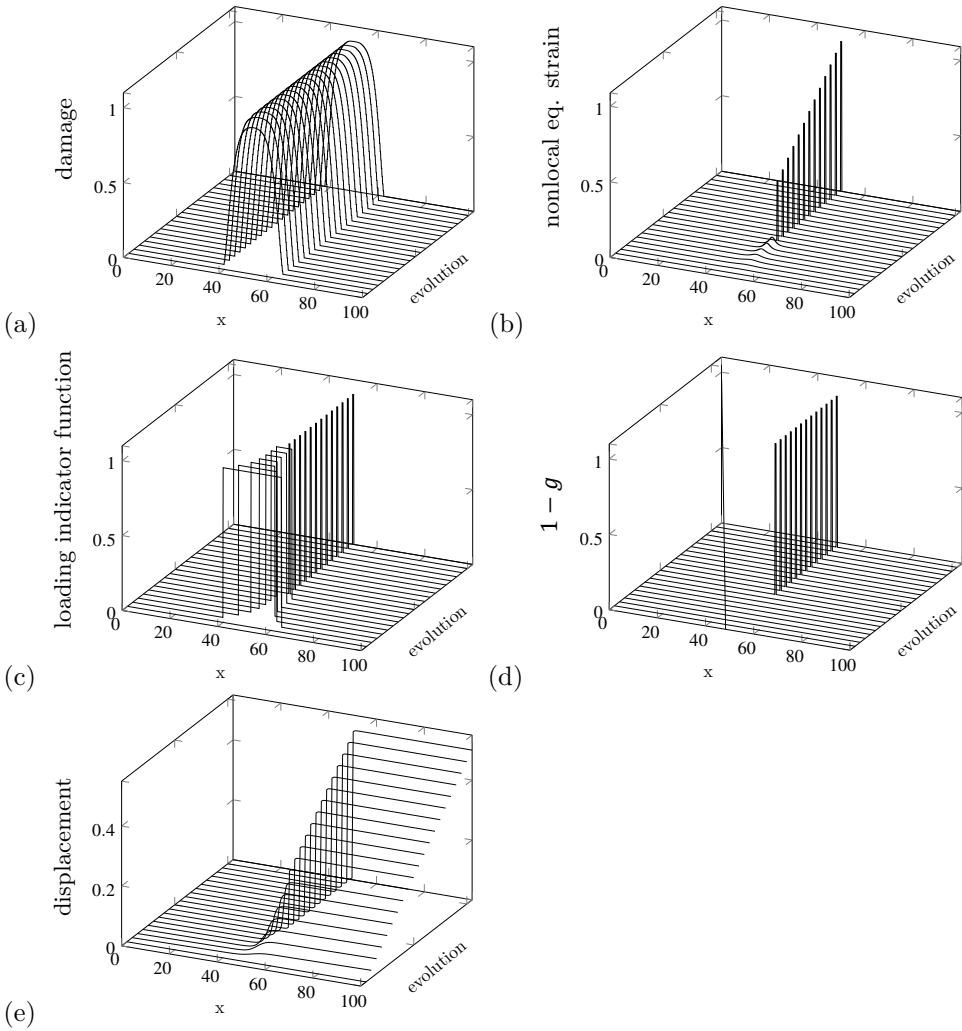 damage
1
0.5
0
0
20
40
60
80
100
x
evolution
(a)
nonlocal eq. strain
1
0.5
0
0
20
40
60
80
100
x
evolution
(b)
loading indicator function
1
0.5
0
0
20
40
60
80
100
x
evolution
(c)
1 − g
1
0.5
0
0
20
40
60
80
100
x
evolution
(d)
displacement
0.4
0.2
0
0
20
40
60
80
100
x
evolution
(e)